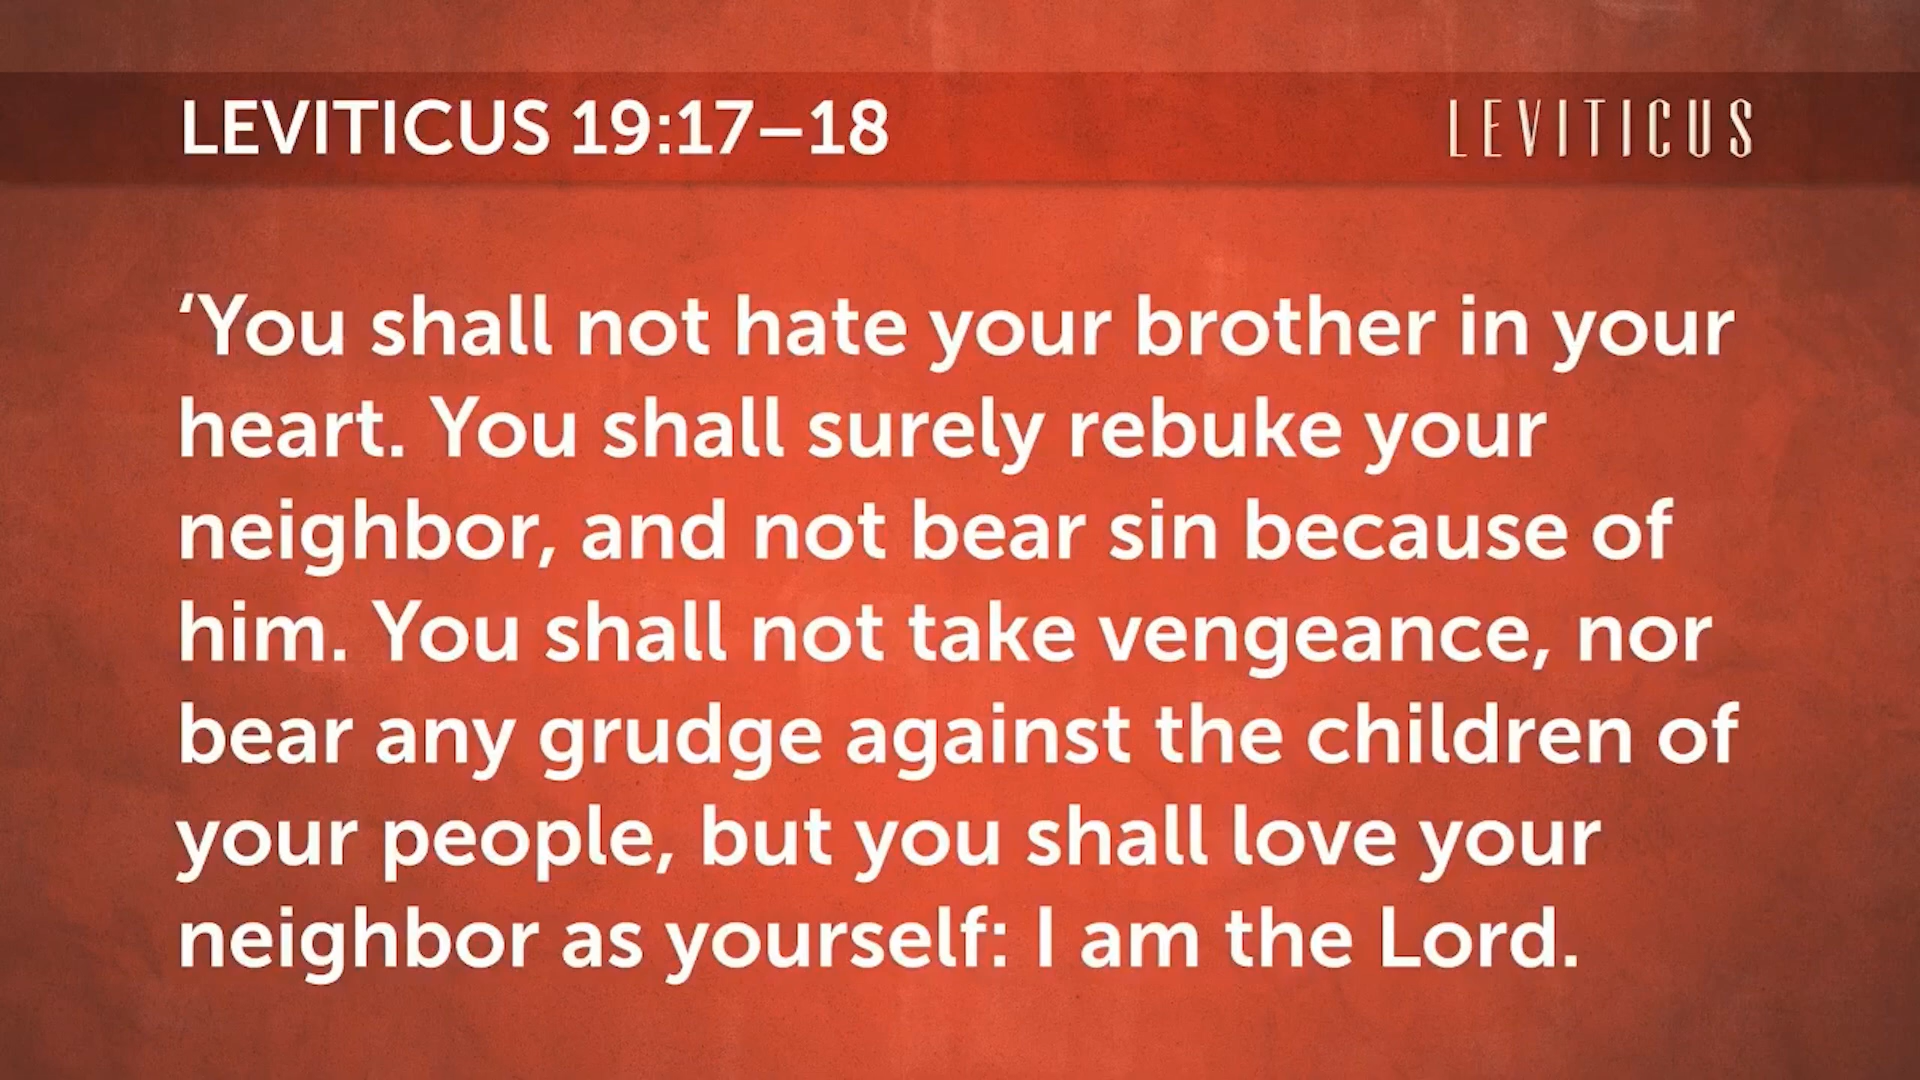 LEVITICUS 19:17–18
LEVITICUS
‘You shall not hate your brother in your
heart. You shall surely rebuke your
neighbor, and not bear sin because of
him. You shall not take vengeance, nor
bear any grudge against the children of
your people, but you shall love your
neighbor as yourself: I am the Lord.